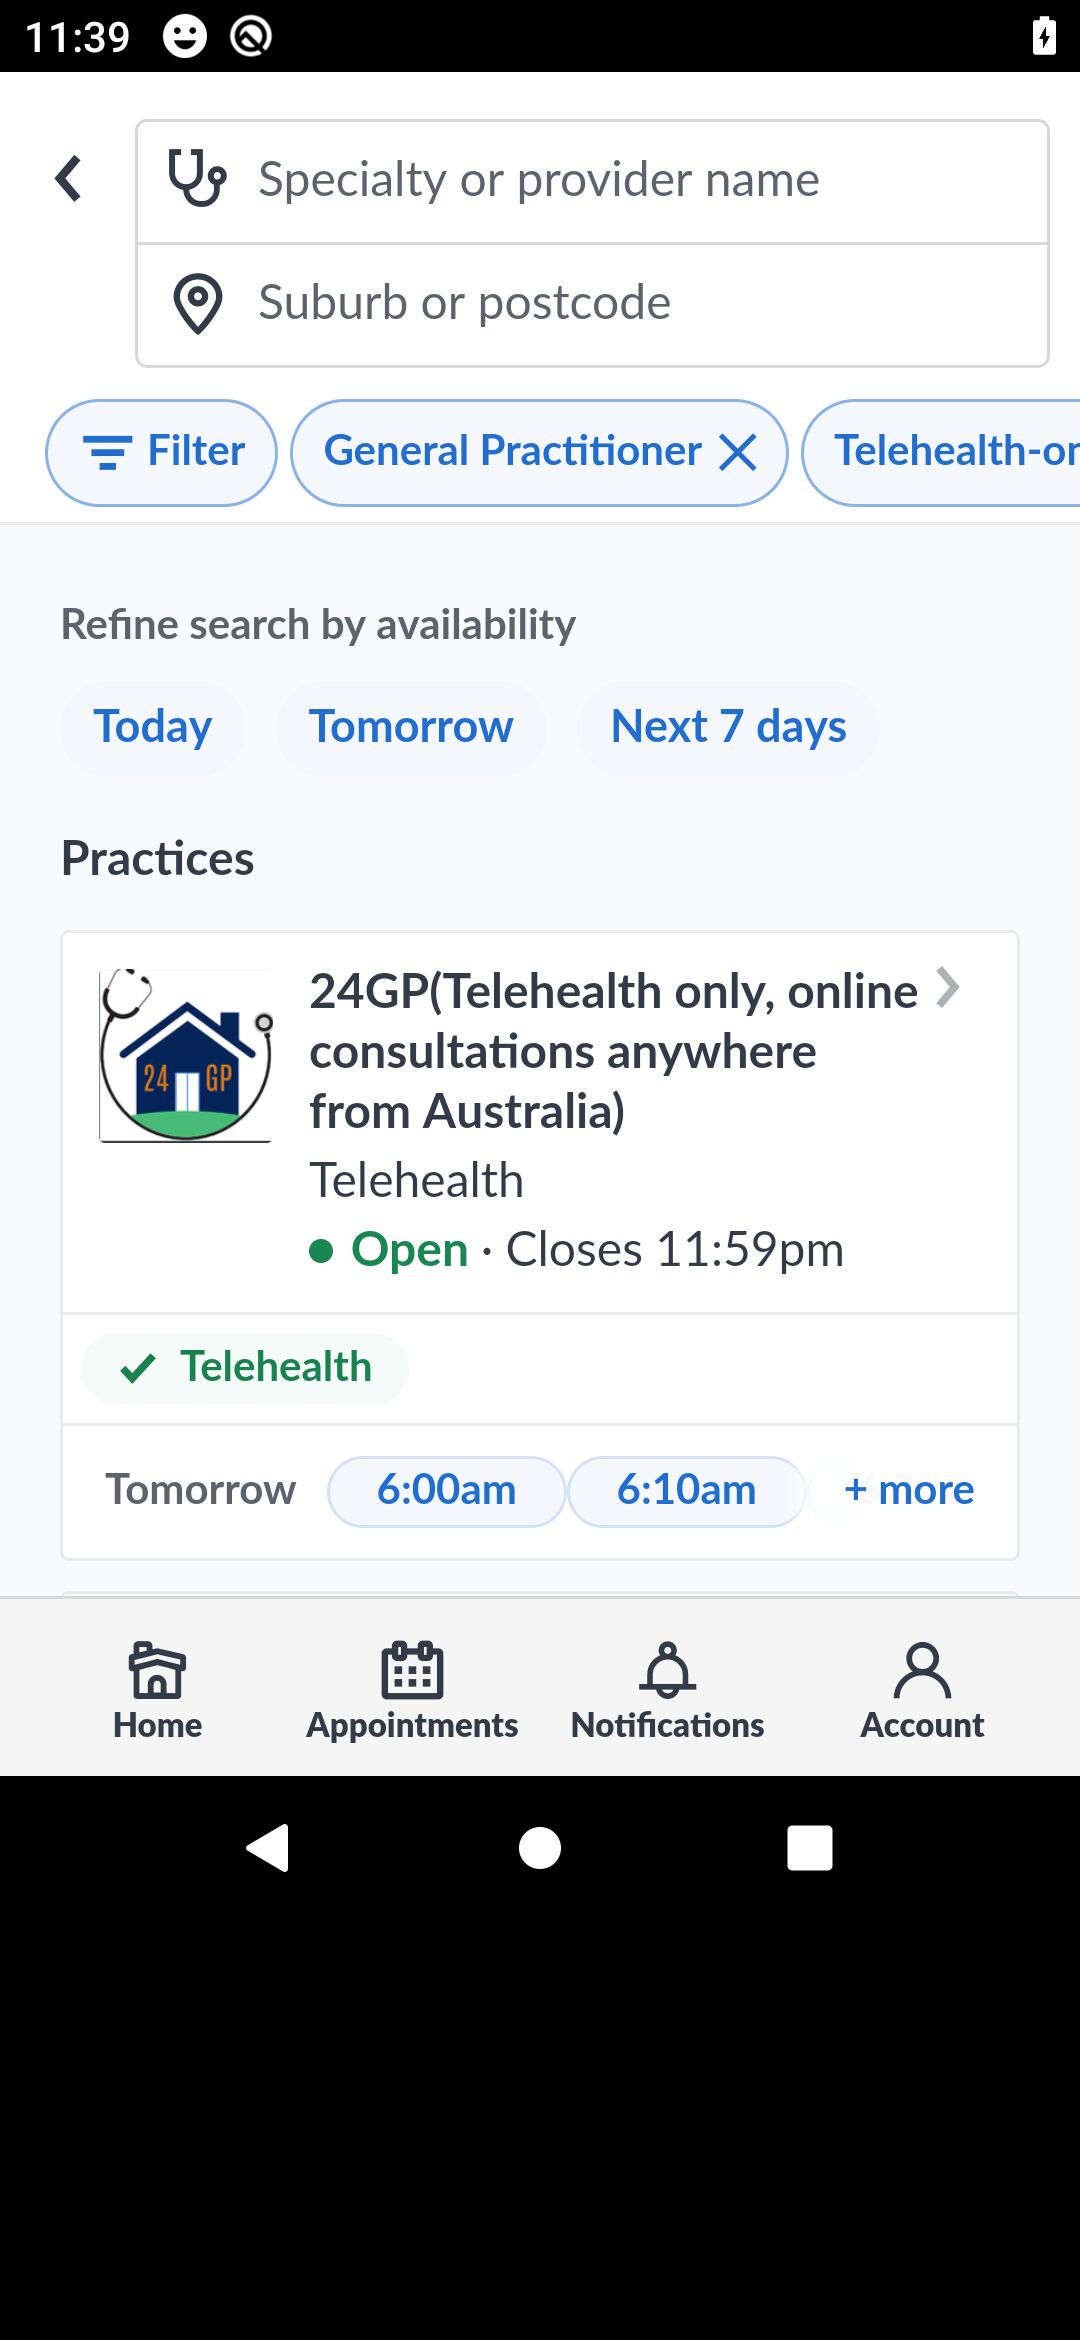 11:39
Specialty or provider name
Suburb or postcode
Filter
General Practitioner
Telehealth-or
Refine search by availability
Today
Tomorrow
Next 7 days
Practices
24 GP
24GP(Telehealth only, online
consultations anywhere
from Australia)
Telehealth
Open · Closes 11:59pm
Telehealth
Tomorrow
6:00am
6:10am
+ more
Home
Appointments
Notifications
Account